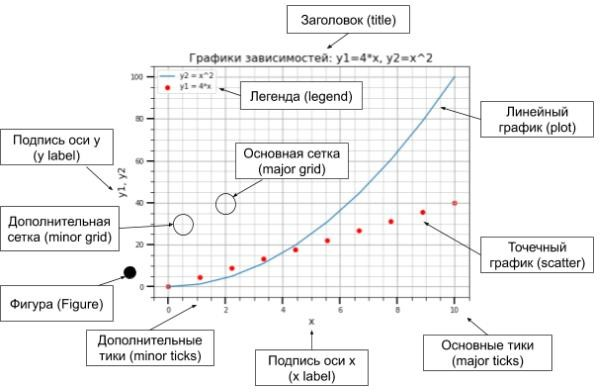 Заголовок (title)
Графики зависимостей: y1=4*x, y2=x^2
y2 = x^2
y1 = 4*x
Легенда (legend)
Линейный
график (plot)
Подпись оси y
(y label)
Основная сетка
(major grid)
y1, y2
Дополнительная
сетка (minor grid)
Точечный
график (scatter)
Фигура (Figure)
100
80
60
40
20
0
0
2
4
6
8
10
x
Дополнительные
тики (minor ticks)
Подпись оси x
(x label)
Основные тики
(major ticks)